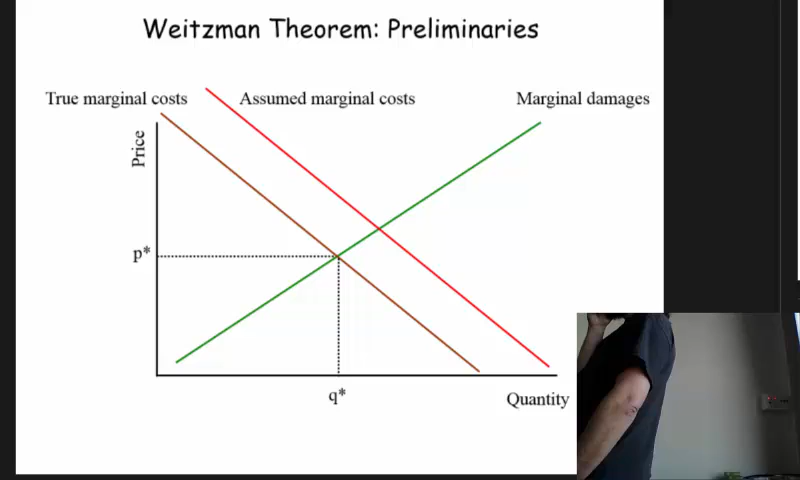 Weitzman Theorem: Preliminaries
True marginal costs
Assumed marginal costs
Marginal damages
Price
p*
q*
Quantity